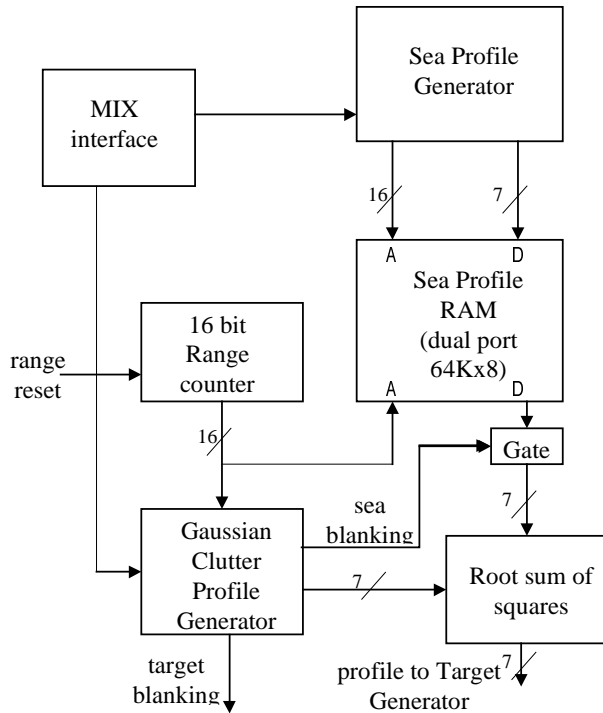 Sea Profile
Generator
MIX
interface
16
7
A
D
Sea Profile
RAM
(dual port
64Kx8)
A
D
16 bit
Range
counter
range
reset
16
Gate
sea
blanking
7
Gaussian
Clutter
Profile
Generator
7
Root sum of
squares
target
blanking
7
profile to Target
Generator